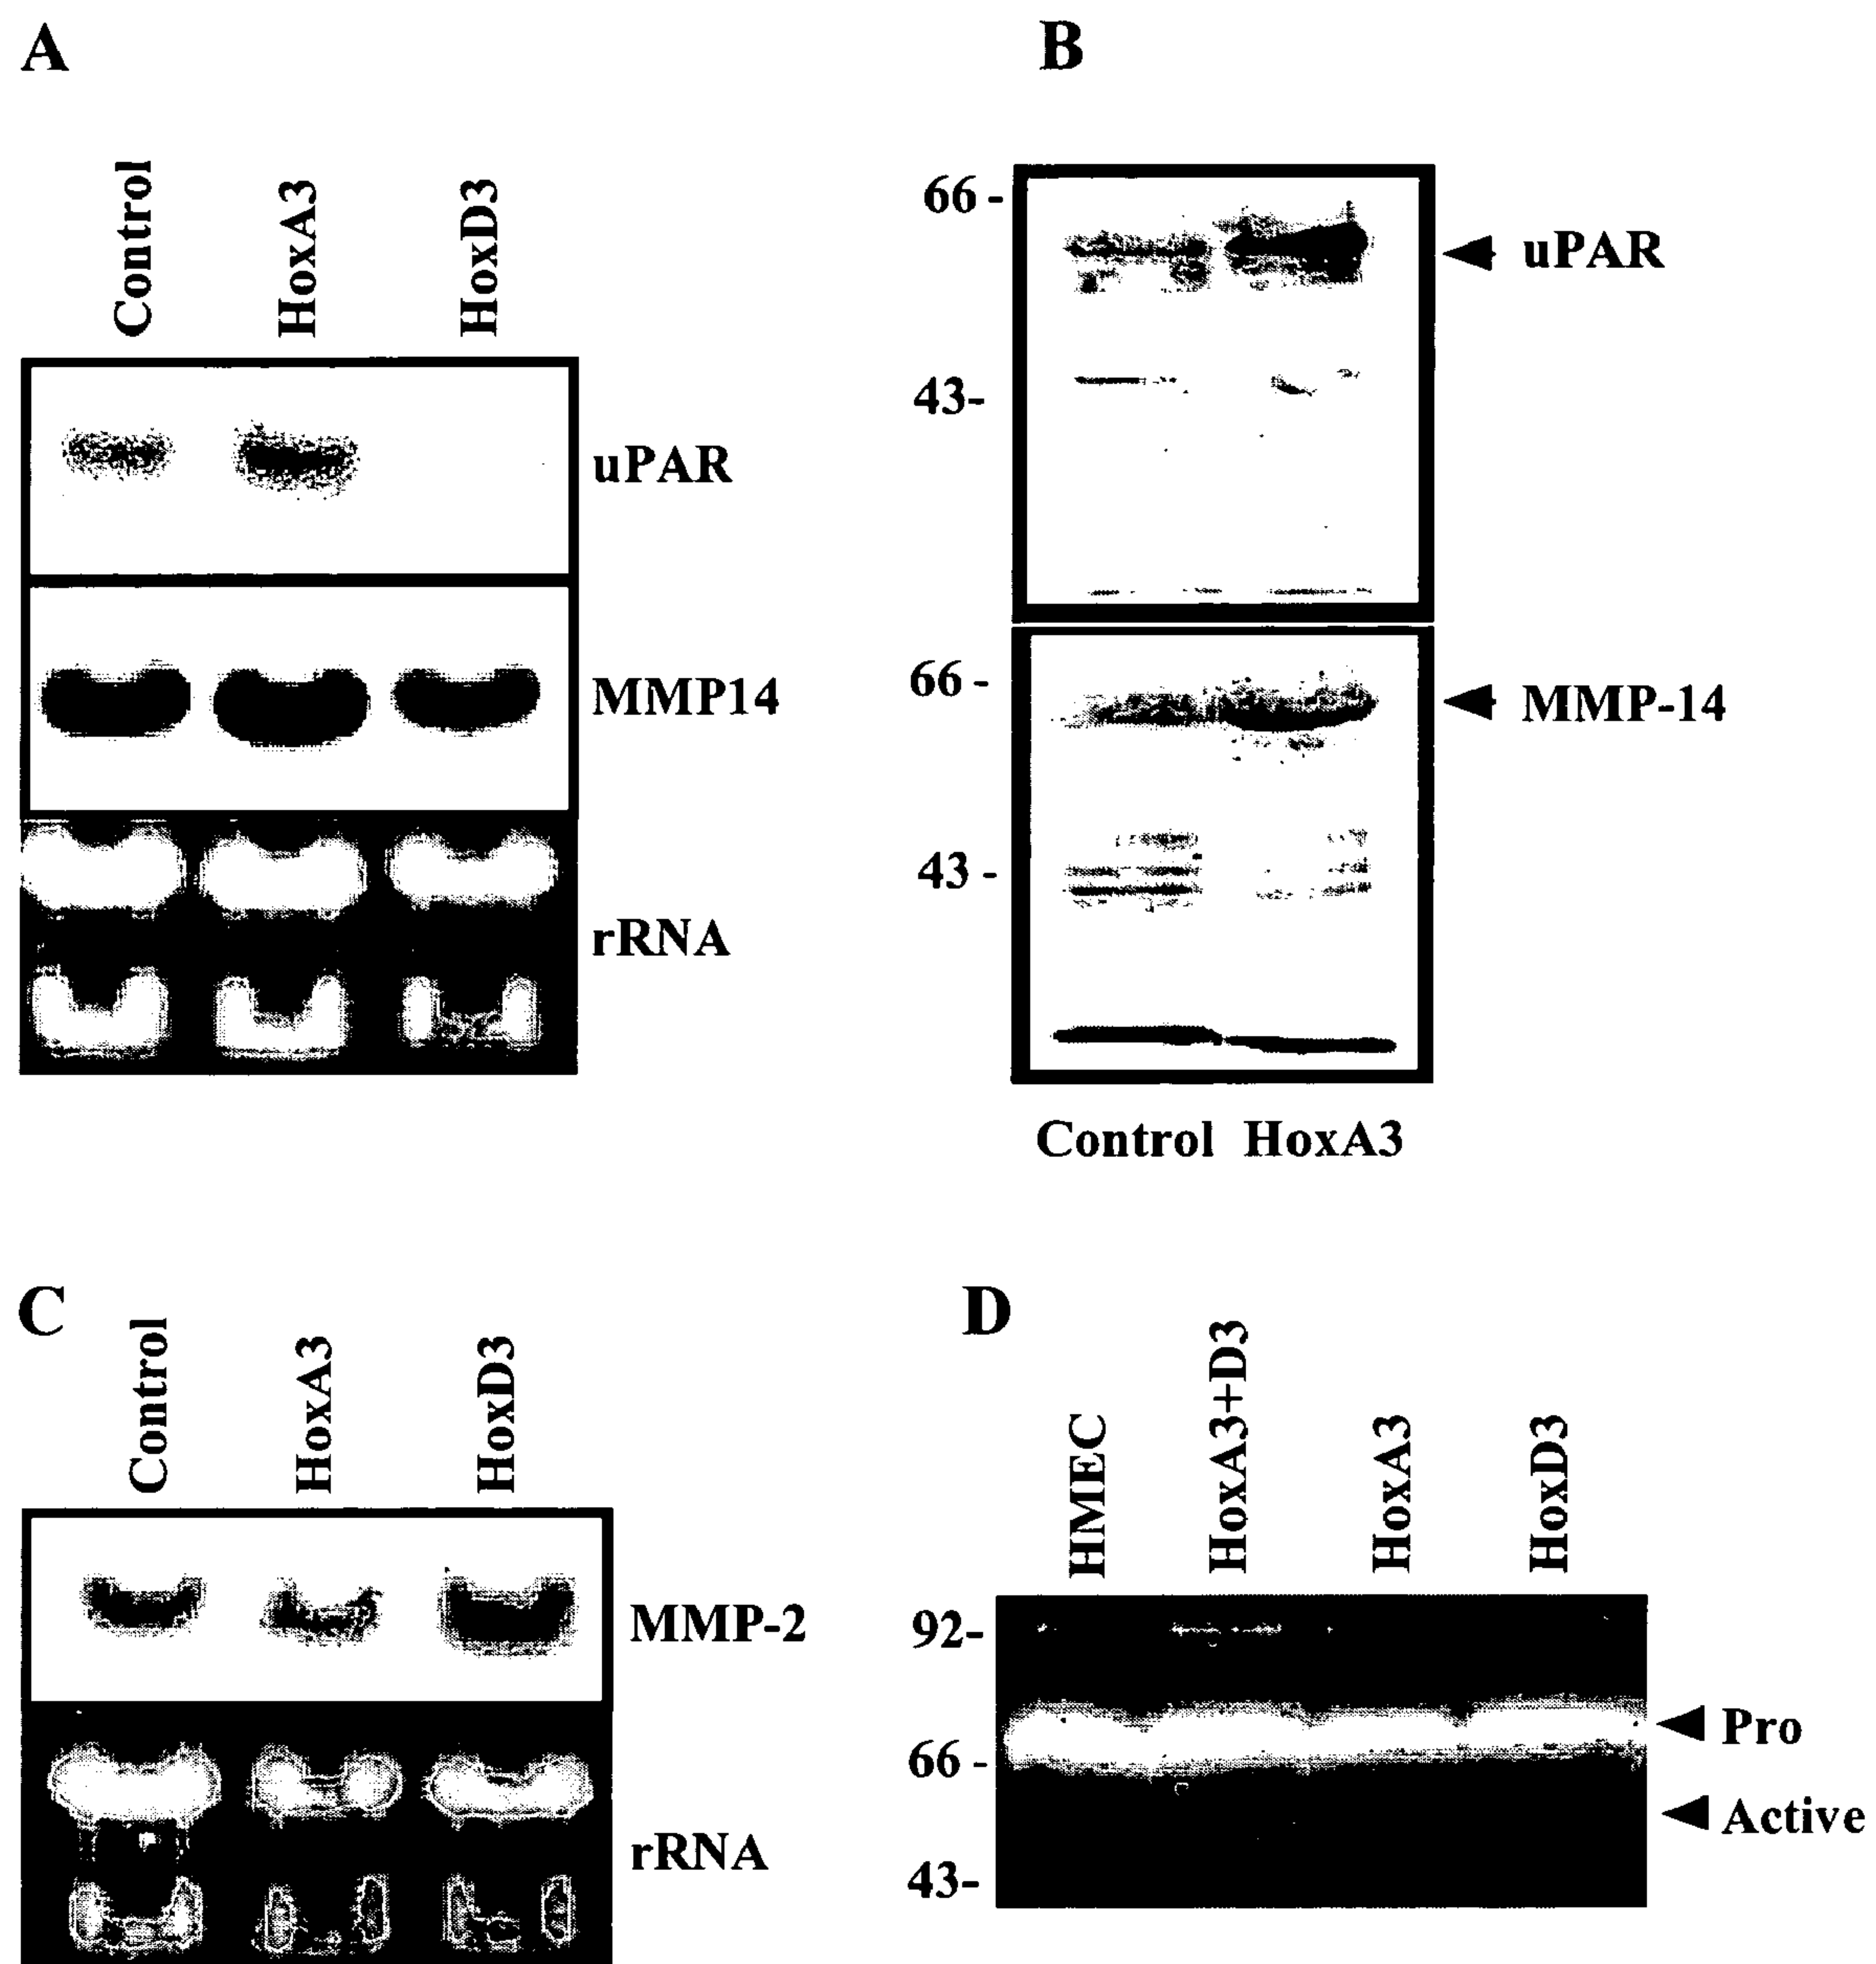 A
Control
HoxA3
HoxD3
uPAR
MMP14
rRNA
B
66 -
uPAR
43-
66 -
MMP-14
43 -
Control HoxA3
C
Control
HoxA3
HoxD3
MMP-2
rRNA
D
HMEC
HoxA3+D3
HoxA3
HoxD3
92-
Pro
66 -
Active
43-